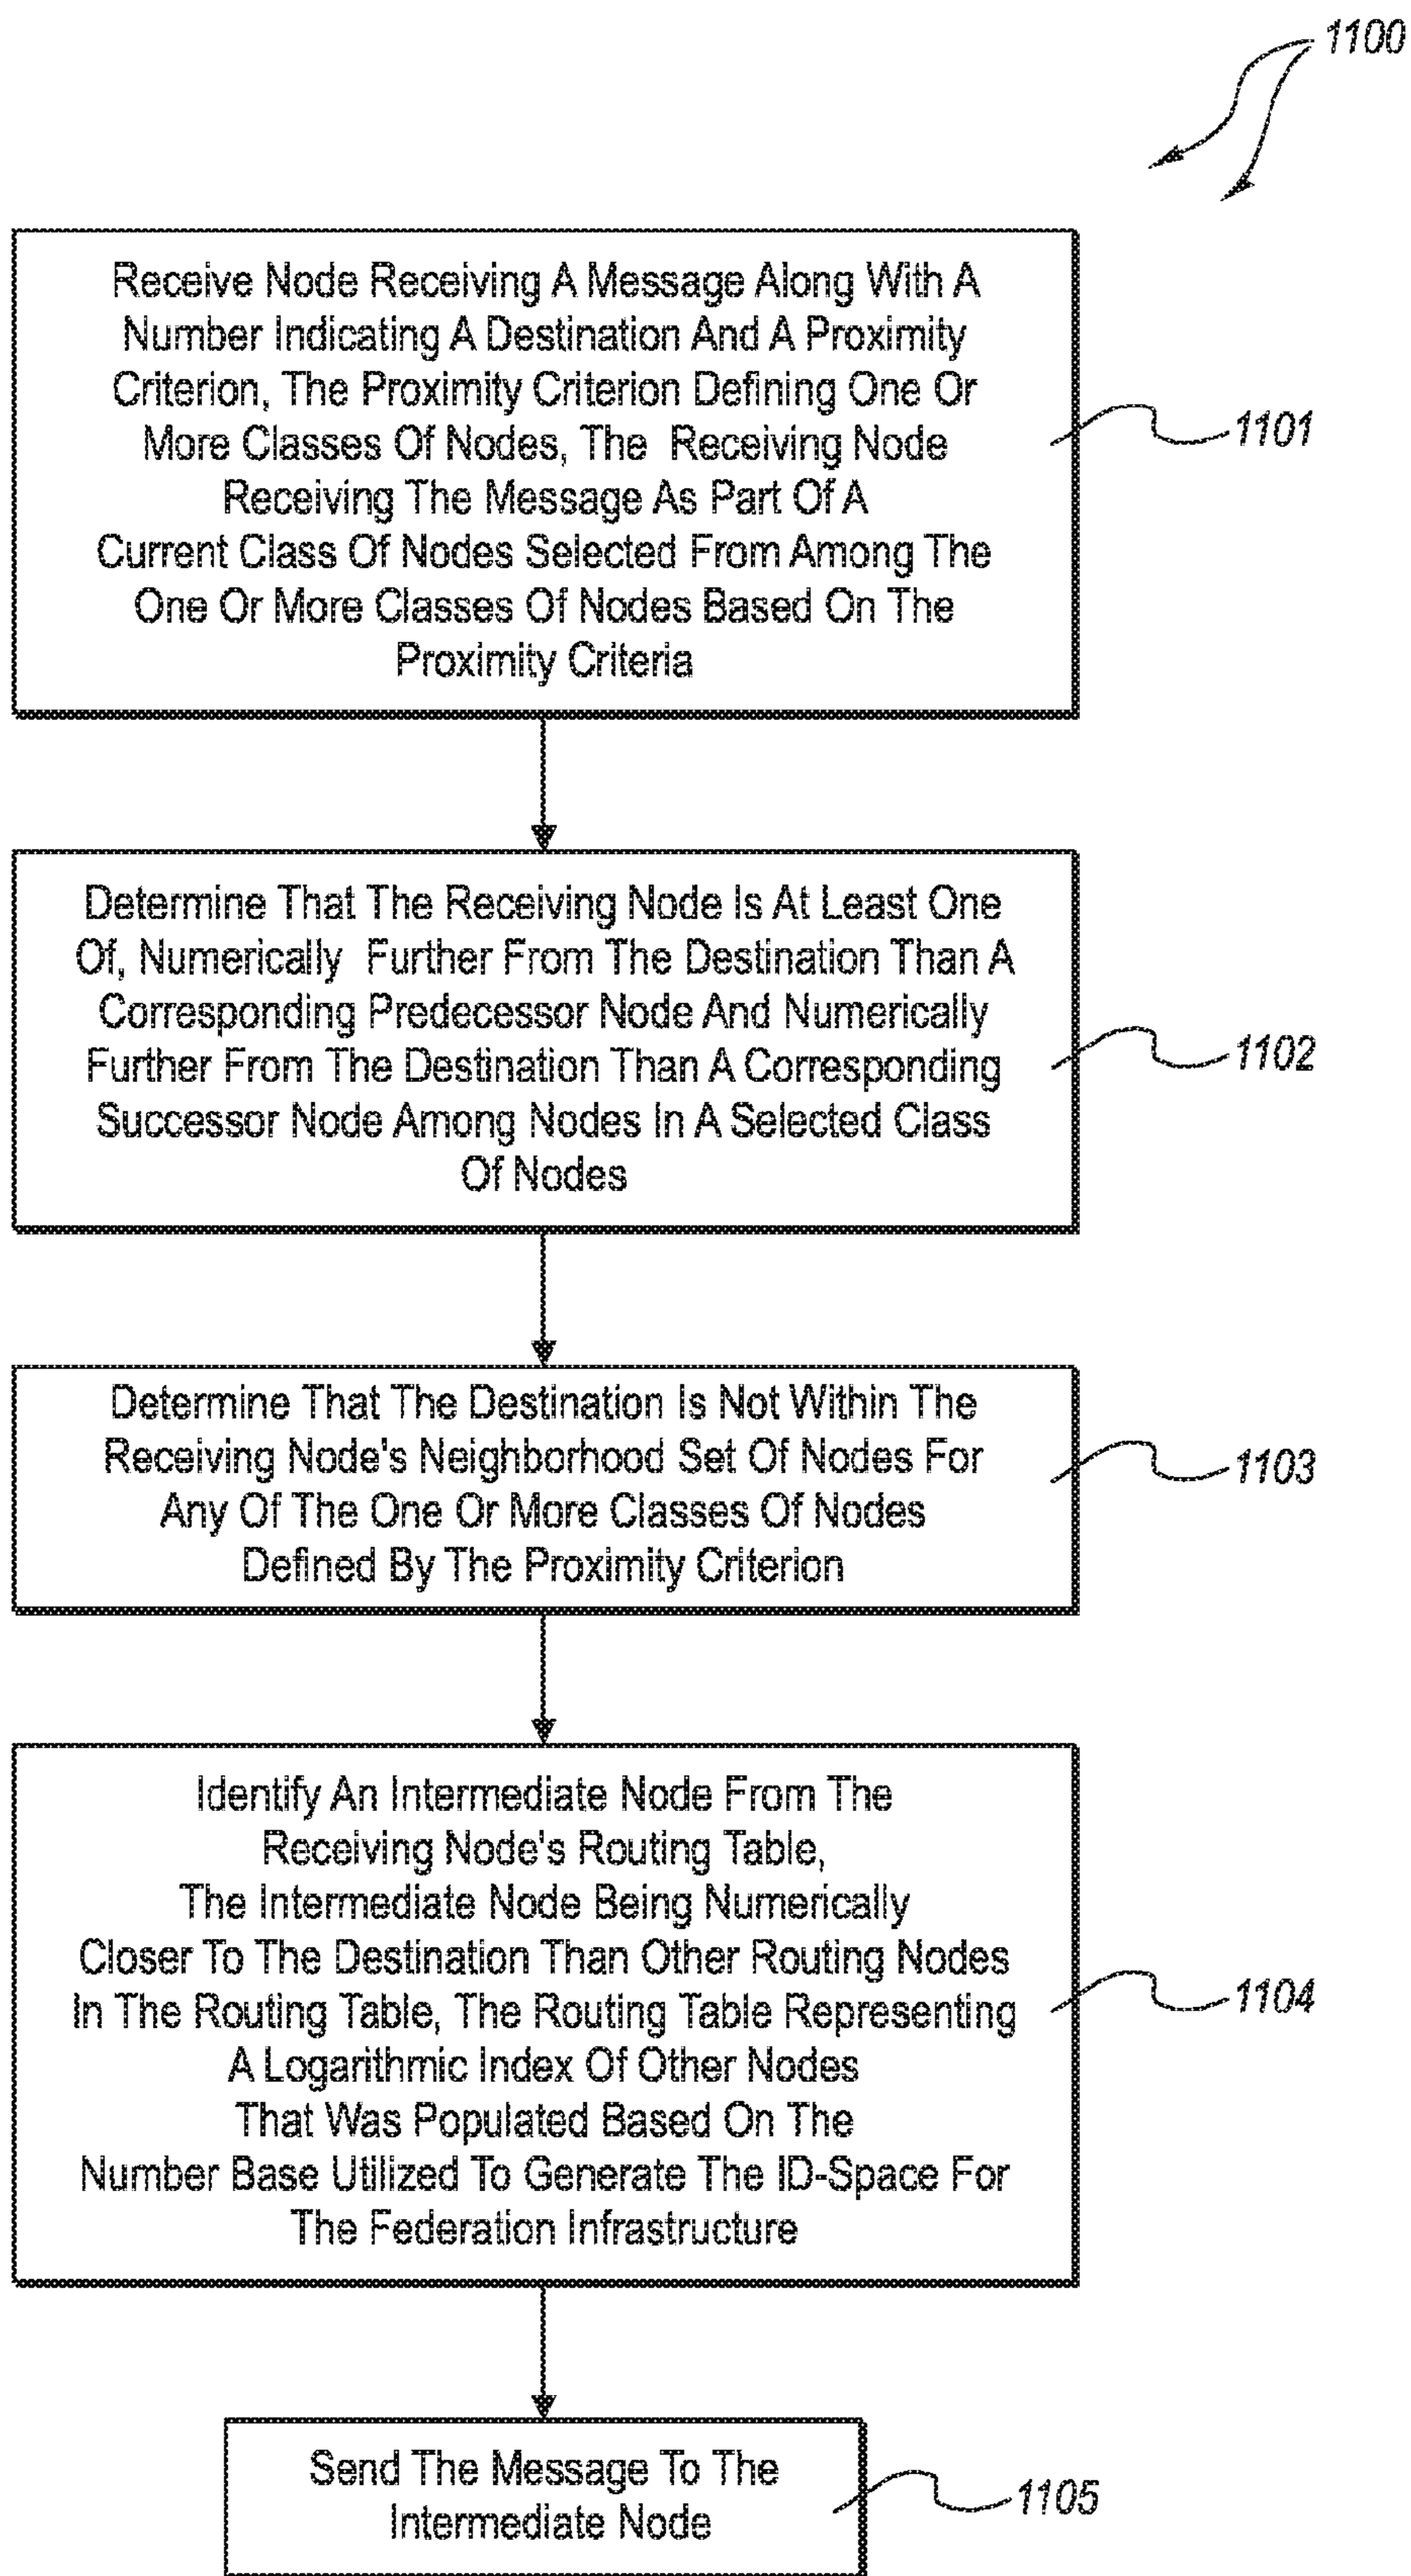 1100
Receive Node Receiving A Message Along With A
Number Indicating A Destination And A Proximity
Criterion, The Proximity Criterion Defining One Or
More Classes Of Nodes, The Receiving Node
Receiving The Message As Part Of A
Current Class Of Nodes Selected From Among The
One Or More Classes Of Nodes Based On The
Proximity Criteria
1101
Determine That The Receiving Node Is At Least One
Of, Numerically Further From The Destination Than A
Corresponding Predecessor Node And Numerically
Further From The Destination Than A Corresponding
Successor Node Among Nodes In A Selected Class
Of Nodes
1102
Determine That The Destination Is Not Within The
Receiving Node's Neighborhood Set Of Nodes For
Any Of The One Or More Classes Of Nodes
Defined By The Proximity Criterion
1103
Identify An Intermediate Node From The
Receiving Node's Routing Table,
The Intermediate Node Being Numerically
Closer To The Destination Than Other Routing Nodes
In The Routing Table, The Routing Table Representing
A Logarithmic Index Of Other Nodes
That Was Populated Based On The
Number Base Utilized To Generate The ID-Space For
The Federation Infrastructure
1104
Send The Message To The
Intermediate Node
1105